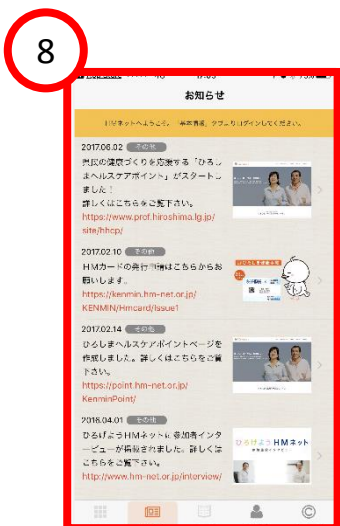 8
お知らせ
HMネットへようこそ。「基本情報」タブよりログインしてください。
2017.06.02 その他
県民の健康づくりを応援する「ひろし
まヘルスケアポイント」がスタートし
ました!
詳しくはこちらをご覧下さい。
https://www.pref.hiroshima.lg.jp/
site/hhcp/
2017.02.10 その他
HMカードの発行申請はこちらからお
願いします。
https://kenmin.hm-net.or.jp/
KENMIN/Hmcard/Issue1
2017.02.14 その他
ひろしまヘルスケアポイントページを
作成しました。詳しくはこちらをご覧
下さい。
https://point.hm-net.or.jp/
KenminPoint/
2016.04.01 その他
ひろげようHMネットに参加者インタ
ービューが掲載されました。詳しくは
こちらをご覧下さい。
http://www.hm-net.or.jp/interview/
ひろげよう HMネット